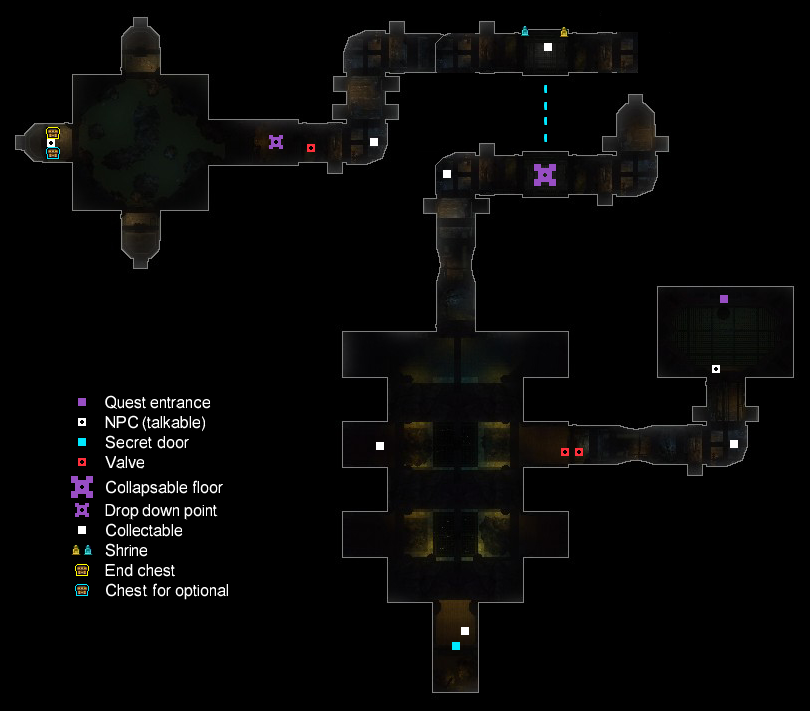 Quest entrance
NPC (talkable)
Secret door
Valve
Collapsable floor
Drop down point
Collectable
Shrine
End chest
Chest for optional